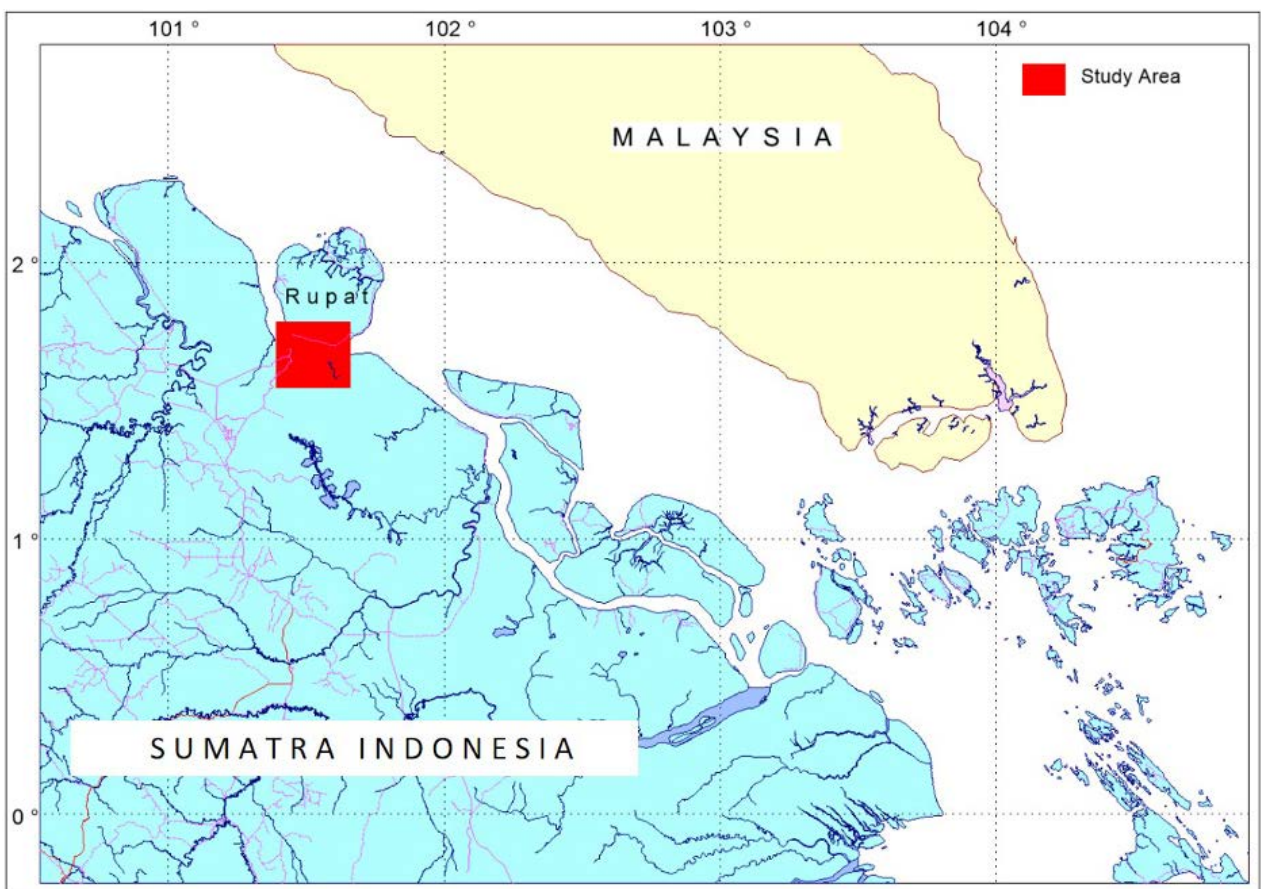 101 °
102 °
103 °
104 °
Study Area
MALAYSIA
2 °
Rupat
1 °
SUMATRA INDONESIA
0 °